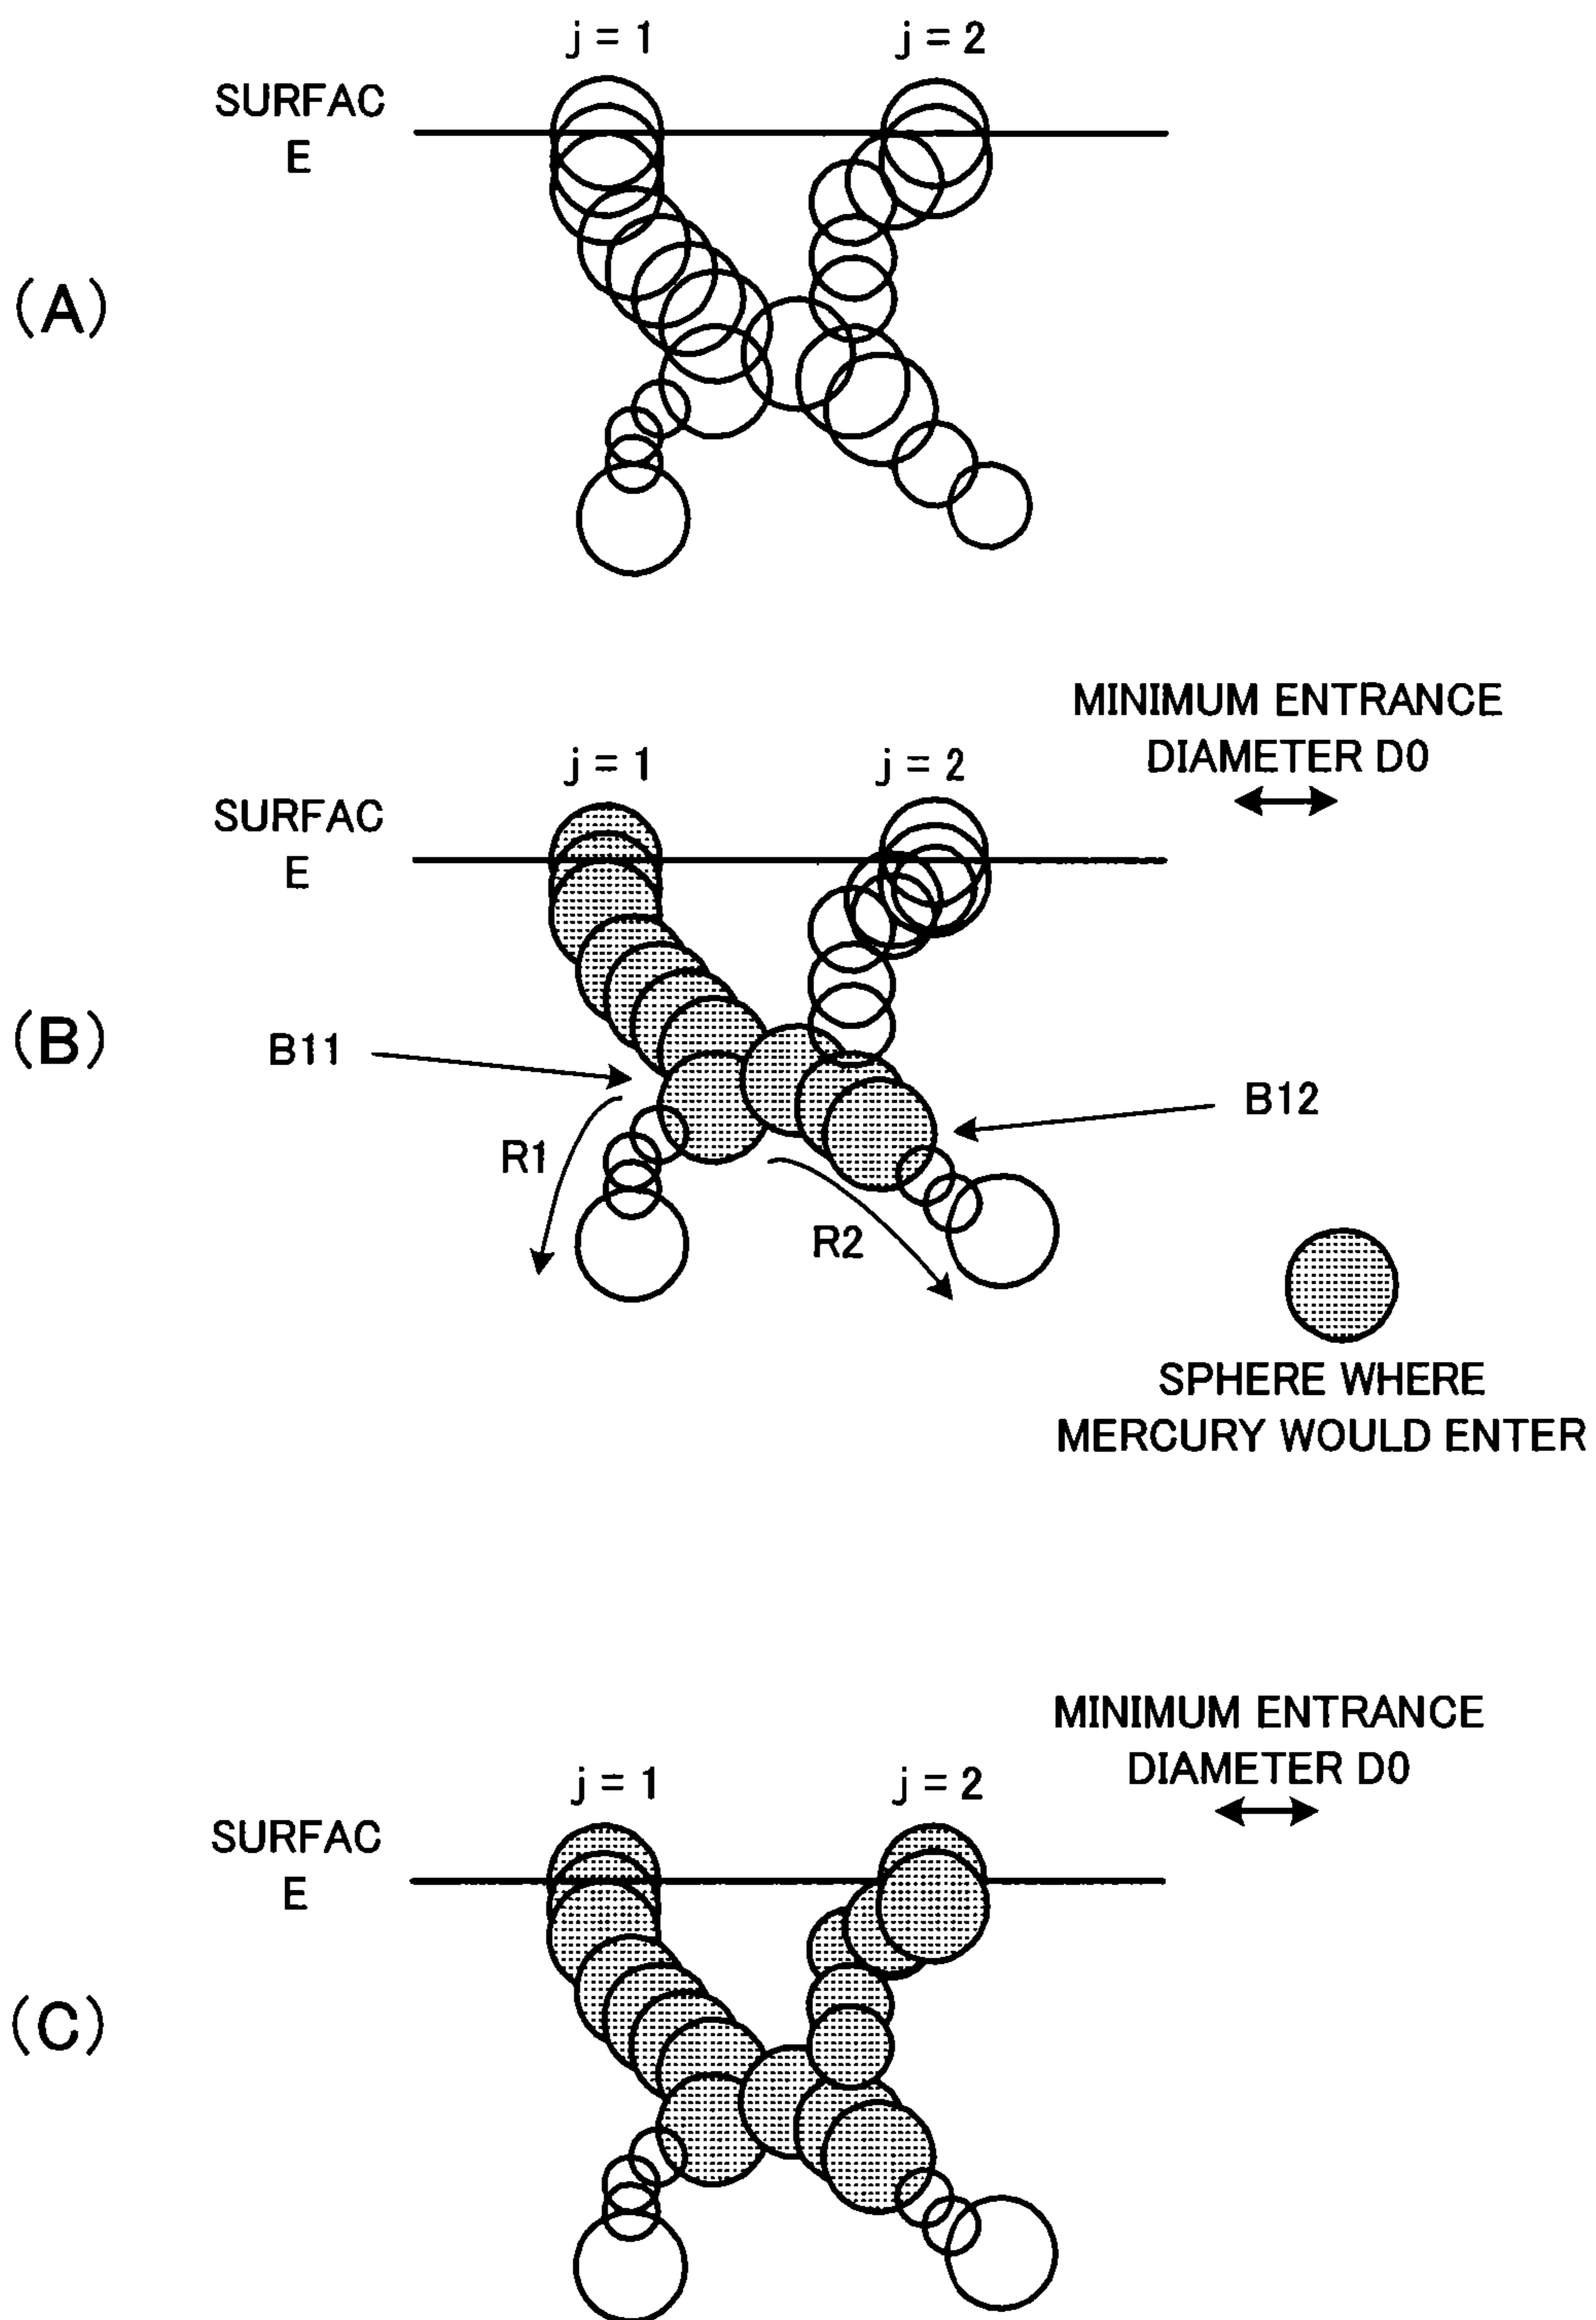 j = 1
j = 2
SURFAC
E
(A)
MINIMUM ENTRANCE
DIAMETER D0
j = 1
j = 2
SURFAC
E
(B)
B11
B12
R1
R2
SPHERE WHERE
MERCURY WOULD ENTER
MINIMUM ENTRANCE
DIAMETER D0
j = 1
j = 2
SURFAC
E
(C)